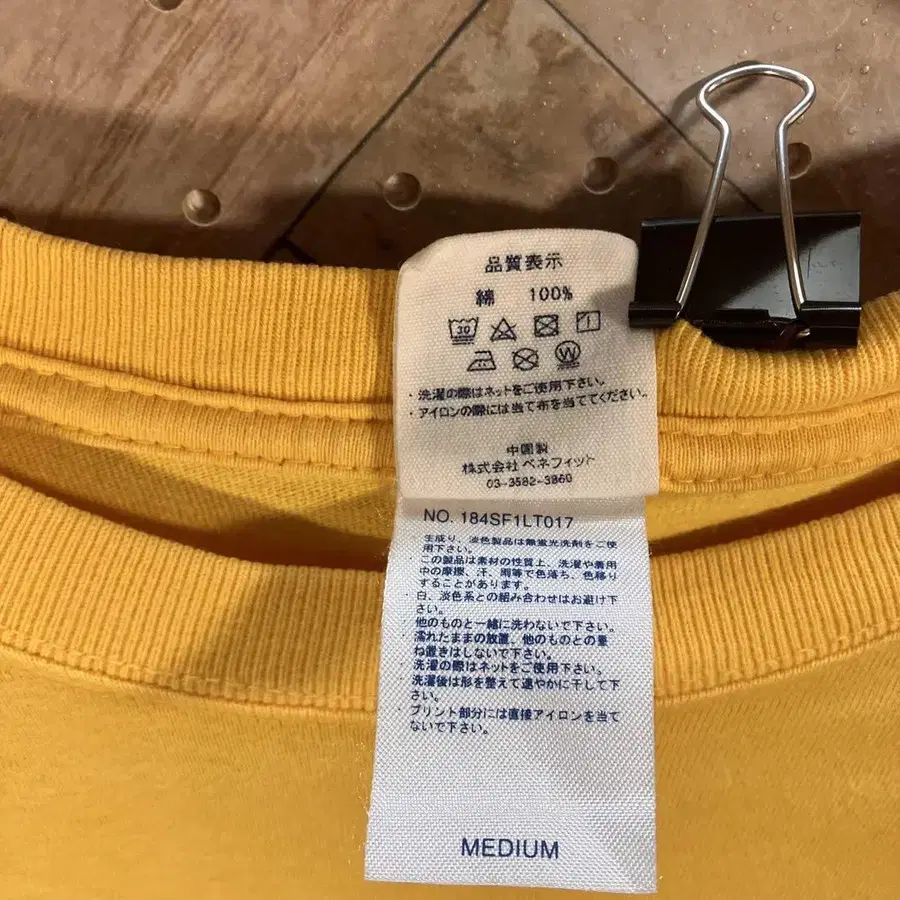 品質表示
綿 100%
30
W
・洗濯の際はネットをご使用下さい。
・アイロンの際には当て布を当ててください。
中国製
株式会社 ベネフィット
03-3582-3860
NO. 184SF1LT017
生成り、淡色製品は無蛍光洗剤をご使
用下さい。
・この製品は素材の性質上、洗濯や着用
中の摩擦、汗、雨等で色落ち、色移り
することがあります。
・白、淡色系との組み合わせはお避け下
さい。
他のものと一緒に洗わないで下さい。
・濡れたままの放置、他のものとの重
ね置きはしないで下さい。
・洗濯の際はネットをご使用下さい。
・洗濯後は形を整えて速やかに干して下
さい。
・プリント部分には直接アイロンを当て
ないで下さい。
MEDIUM